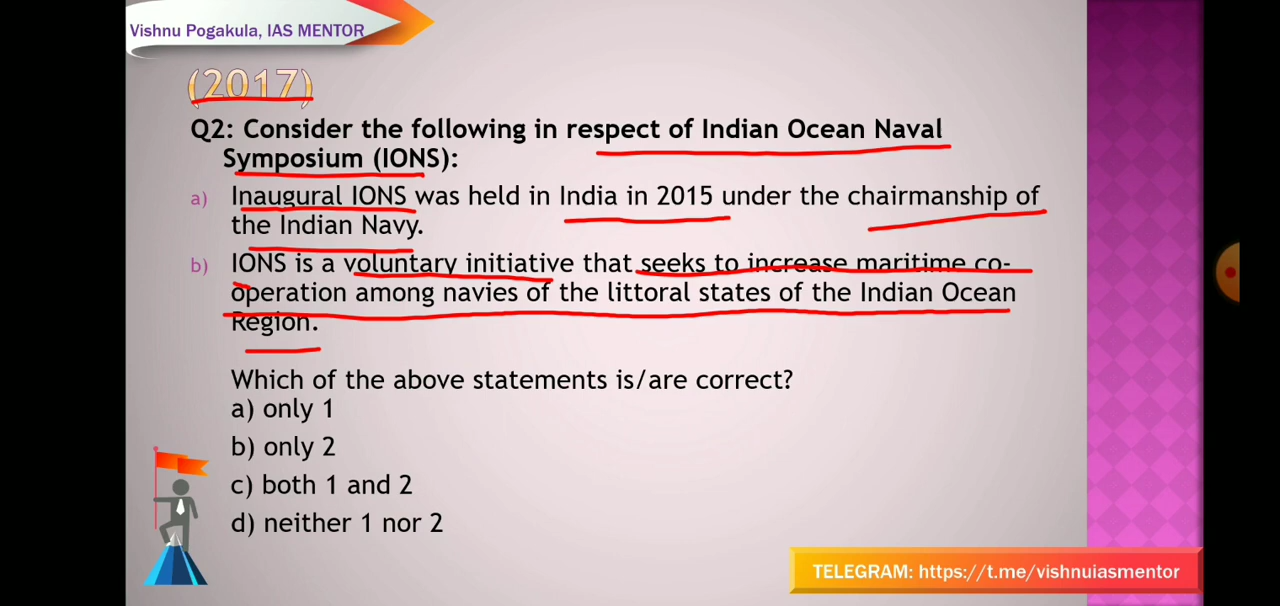 Vishnu Pogakula, IAS MENTOR
(2017)
Q2: Consider the following in respect of Indian Ocean Naval
Symposium (IONS):
a) Inaugural IONS was held in India in 2015 under the chairmanship of
the Indian Navy.
b) IONS is a voluntary initiative that seeks to increase maritime co-
operation among navies of the littoral states of the Indian Ocean
Region.
Which of the above statements is/are correct?
a) only 1
b) only 2
c) both 1 and 2
d) neither 1 nor 2
TELEGRAM: https://t.me/vishnuiasmentor